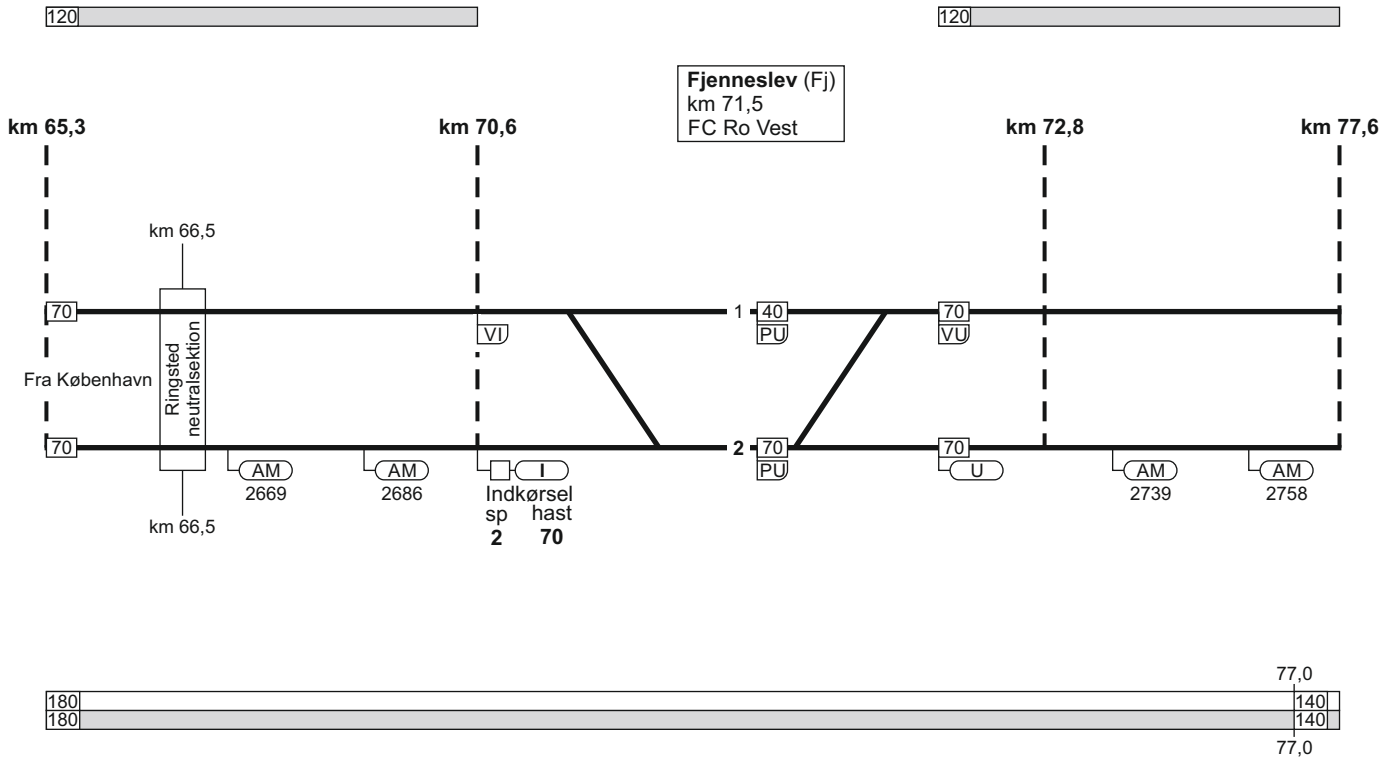 120
120
Fjenneslev (Fj)
km 71,5
FC Ro Vest
km 65,3
km 70,6
km 72,8
km 77,6
km 66,5
70
1
40
70
VI
PU
VU
Fra København
Ringsted
neutralsektion
70
2
70
70
AM
2669
AM
2686
I
PU
U
AM
2739
AM
2758
Indkørsel
sp hast
2 70
km 66,5
77,0
180
140
180
140
77,0